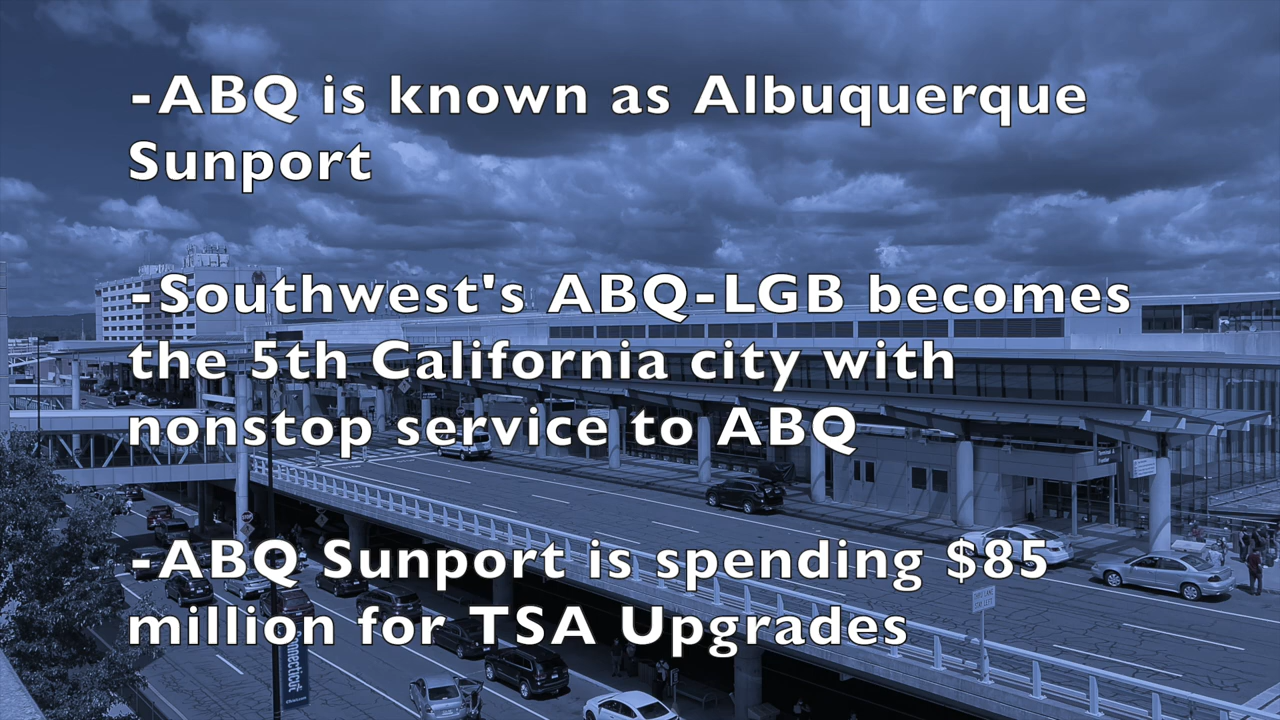 -ABQ is known as Albuquerque
Sunport
-Southwest's ABQ-LGB becomes
the 5th California city with
nonstop service to ABQ
-ABQ Sunport is spending $85
million for TSA Upgrades
Connecticut